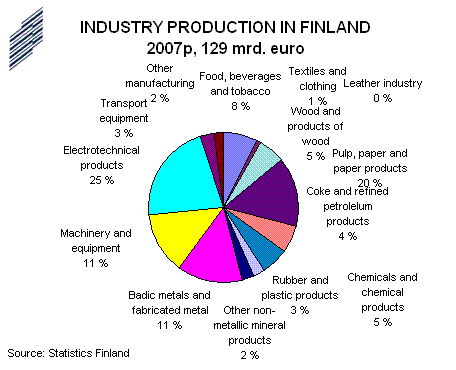 INDUSTRY PRODUCTION IN FINLAND
2007p, 129 mrd. euro
Other
manufacturing
2 %
Food, beverages
and tobacco
8 %
Textiles and
clothing
1 %
Leather industry
0 %
Transport
equipment
3 %
Wood and
products of
wood
5 %
Electrotechnical
products
25 %
Pulp, paper and
paper products
20 %
Coke and refined
petrolelum
products
4 %
Machinery and
equipment
11 %
Chemicals and
chemical
products
5 %
Rubber and
plastic products
3 %
Badic metals and
fabricated metal
11 %
Other non-
metallic mineral
products
2 %
Source: Statistics Finland